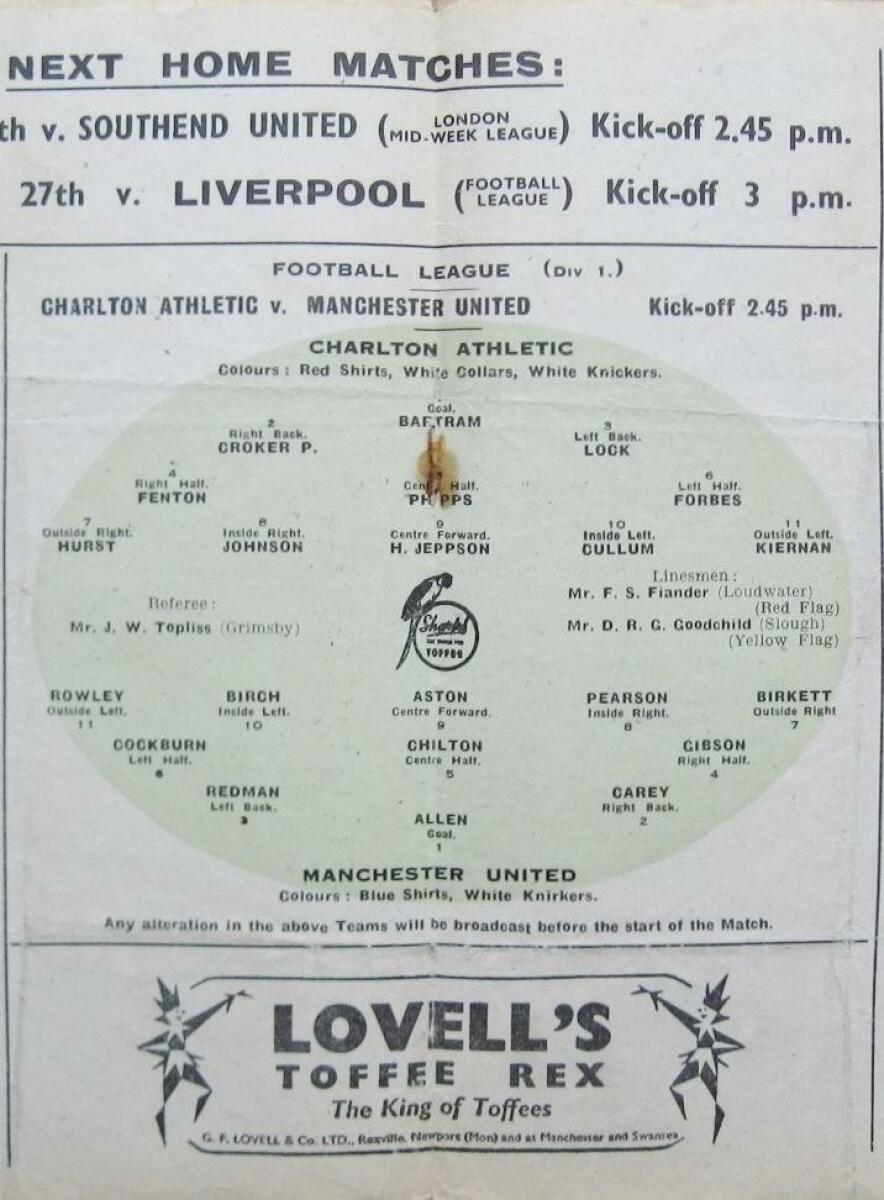 NEXT HOME MATCHES:
th v. SOUTHEND UNITED (LONDON MID-WEEK LEAGUE) Kick-off 2.45 p.m.
27th v. LIVERPOOL (FOOTBALL LEAGUE) Kick-off 3 p.m.
FOOTBALL LEAGUE (DIV 1.)
CHARLTON ATHLETIC v. MANCHESTER UNITED Kick-off 2.45 p.m.
CHARLTON ATHLETIC
Colours: Red Shirts, White Collars, White Knickers.
Goal.
BARTRAM
2
Right Back.
CROKER P.
3
Left Back.
LOCK
4
Right Half.
FENTON
Cent Half.
PHIPPS
6
Left Half.
FORBES
7
Outside Right.
HURST
8
Inside Right.
JOHNSON
9
Centre Forward.
H. JEPPSON
10
Inside Left.
CULLUM
11
Outside Left.
KIERNAN
Referee:
Mr. J. W. Topliss (Grimsby)
Sharps
TOFFEE
Linesmen:
Mr. F. S. Fiander (Loudwater)
(Red Flag)
Mr. D. R. G. Goodchild (Slough)
(Yellow Flag)
ROWLEY
Outside Left.
11
BIRCH
Inside Left.
10
ASTON
Centre Forward.
9
PEARSON
Inside Right.
8
BIRKETT
Outside Right
7
COCKBURN
Left Half.
6
CHILTON
Centre Half.
5
GIBSON
Right Half.
4
REDMAN
Left Back.
3
CAREY
Right Back.
2
ALLEN
Goal.
1
MANCHESTER UNITED
Colours: Blue Shirts, White Knirkers.
Any alteration in the above Teams will be broadcast before the start of the Match.
LOVELL'S
TOFFEE REX
The King of Toffees
G. F. LOVELL & Co. LTD., Rexville, Newport (Mon) and at Manchester and Swansea.